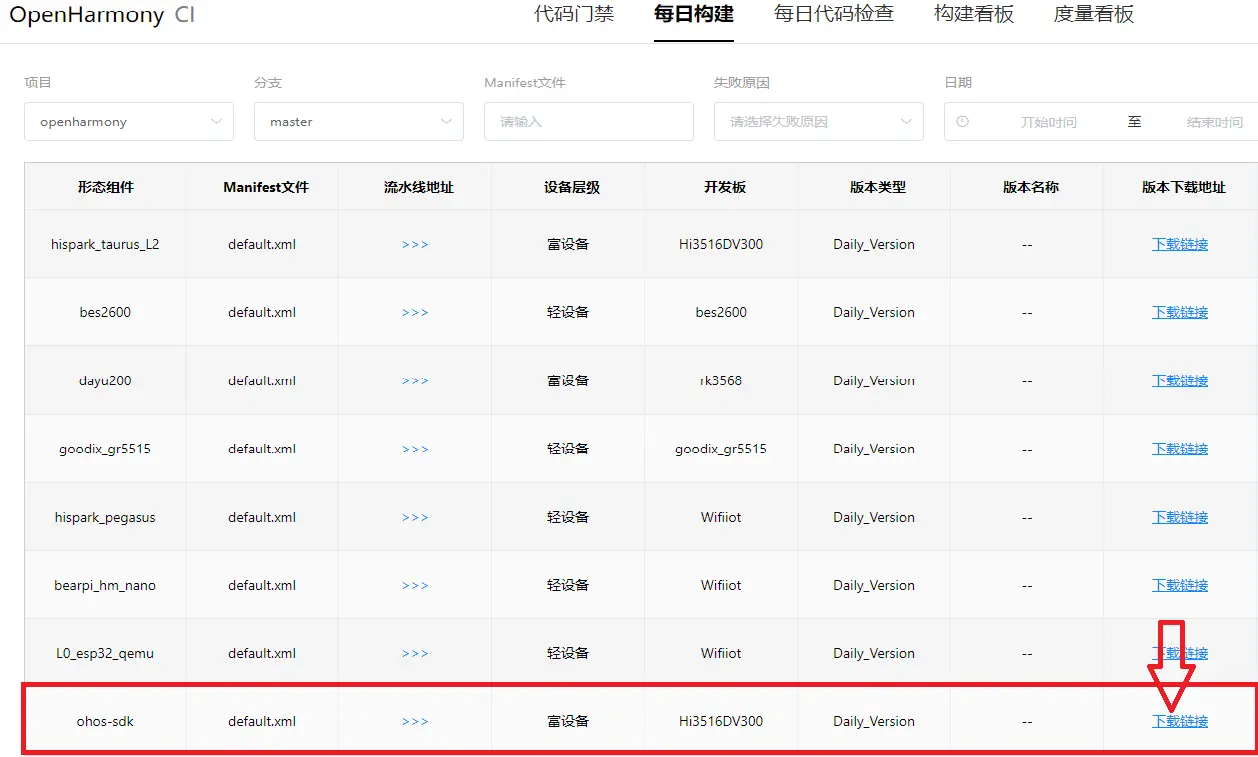 OpenHarmony CI 代码门禁 每日构建 每日代码检查 构建看板 度量看板
项目 分支 Manifest文件 失败原因 日期
openharmony master 请输入 请选择失败原因 开始时间 至 结束时间
形态组件 Manifest文件 流水线地址 设备层级 开发板 版本类型 版本名称 版本下载地址
hispark_taurus_L2 default.xml >>> 富设备 Hi3516DV300 Daily_Version -- 下载链接
bes2600 default.xml >>> 轻设备 bes2600 Daily_Version -- 下载链接
dayu200 default.xml >>> 富设备 rk3568 Daily_Version -- 下载链接
goodix_gr5515 default.xml >>> 轻设备 goodix_gr5515 Daily_Version -- 下载链接
hispark_pegasus default.xml >>> 轻设备 Wifiiot Daily_Version -- 下载链接
bearpi_hm_nano default.xml >>> 轻设备 Wifiiot Daily_Version -- 下载链接
L0_esp32_qemu default.xml >>> 轻设备 Wifiiot Daily_Version -- 下载链接
ohos-sdk default.xml >>> 富设备 Hi3516DV300 Daily_Version -- 下载链接